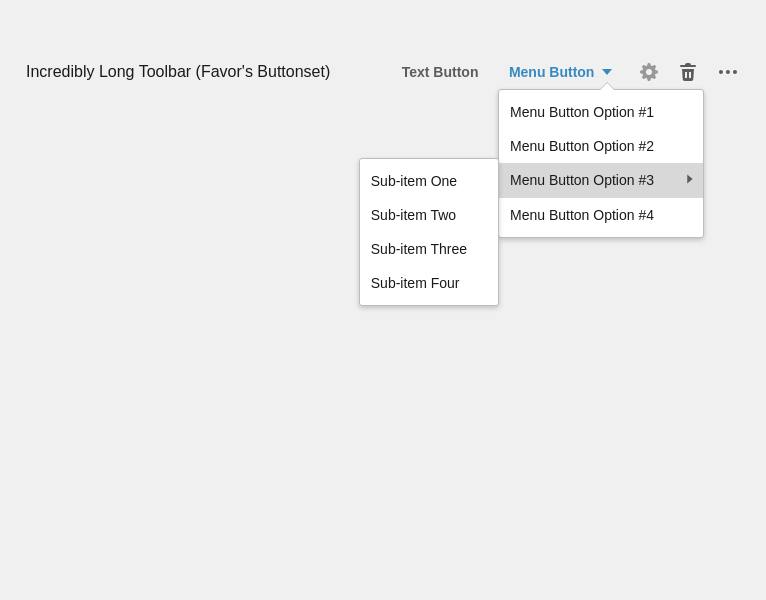 Incredibly Long Toolbar (Favor's Buttonset)
Text Button
Menu Button
Menu Button Option #1
Menu Button Option #2
Menu Button Option #3
Menu Button Option #4
Sub-item One
Sub-item Two
Sub-item Three
Sub-item Four